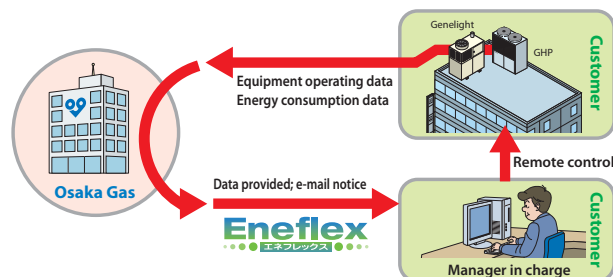 Genelight
GHP
Customer
Equipment operating data
Energy consumption data
Osaka Gas
Remote control
Data provided; e-mail notice
Eneflex
エネフレックス
Customer
Manager in charge